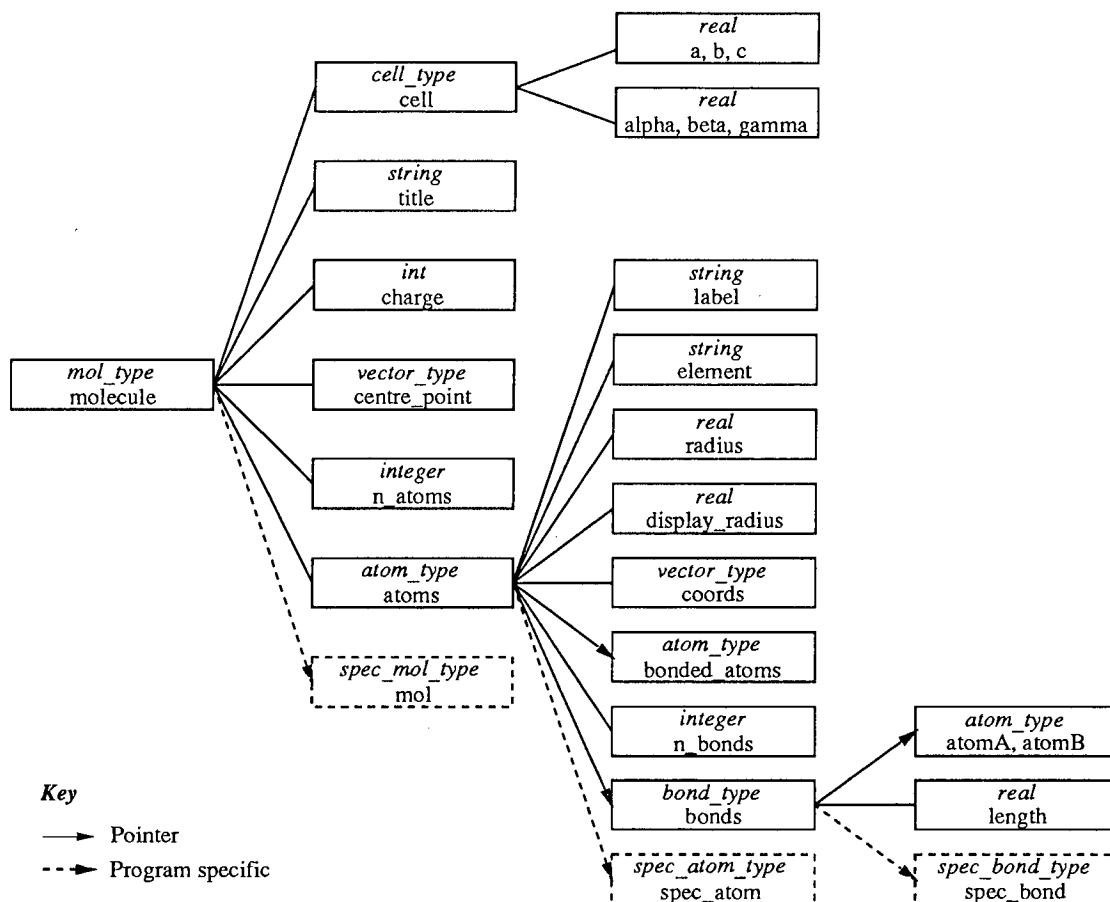 real
a, b, c
cell_type
cell
real
alpha, beta, gamma
string
title
int
charge
string
label
string
element
mol_type
molecule
vector_type
centre_point
real
radius
integer
n_atoms
real
display_radius
atom_type
atoms
vector_type
coords
atom_type
bonded_atoms
spec_mol_type
mol
integer
n_bonds
atom_type
atomA, atomB
bond_type
bonds
real
length
spec_atom_type
spec_atom
spec_bond_type
spec_bond
Key
Pointer
Program specific